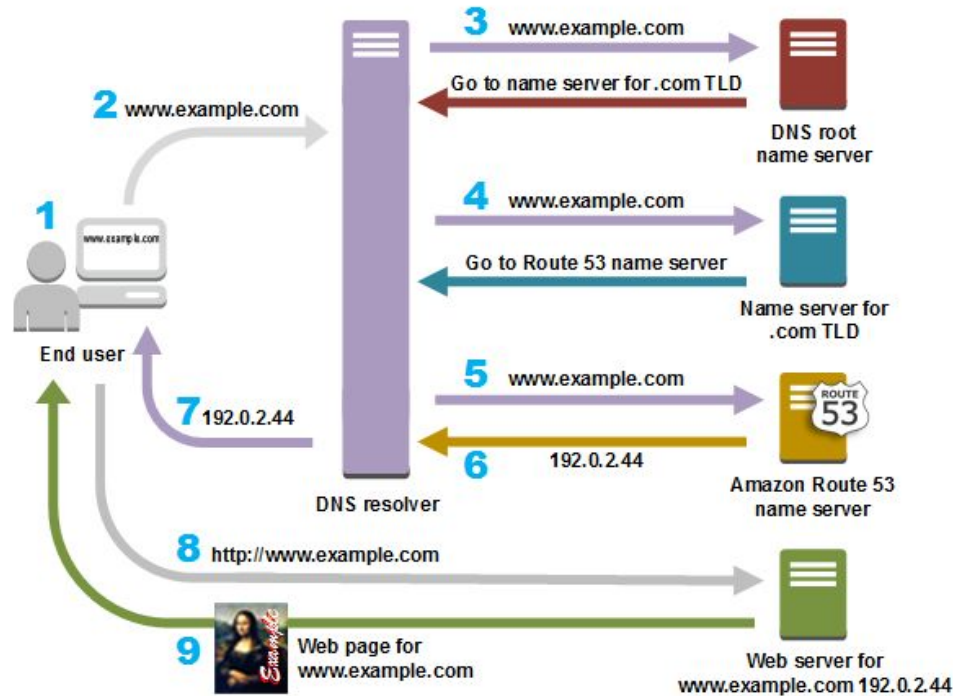 3 www.example.com
Go to name server for .com TLD
DNS root
name server
2 www.example.com
1
www.example.com
End user
4 www.example.com
Go to Route 53 name server
Name server for
.com TLD
5 www.example.com
ROUTE
53
6 192.0.2.44
Amazon Route 53
name server
7 192.0.2.44
DNS resolver
8 http://www.example.com
9 Example
Web page for
www.example.com
Web server for
www.example.com 192.0.2.44